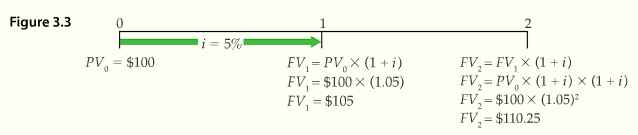 Figure 3.3
0 1 2
i = 5%
PV₀ = $100
FV₁ = PV₀ × (1 + i)
FV₁ = $100 × (1.05)
FV₁ = $105
FV₂ = FV₁ × (1 + i)
FV₂ = PV₀ × (1 + i) × (1 + i)
FV₂ = $100 × (1.05)²
FV₂ = $110.25